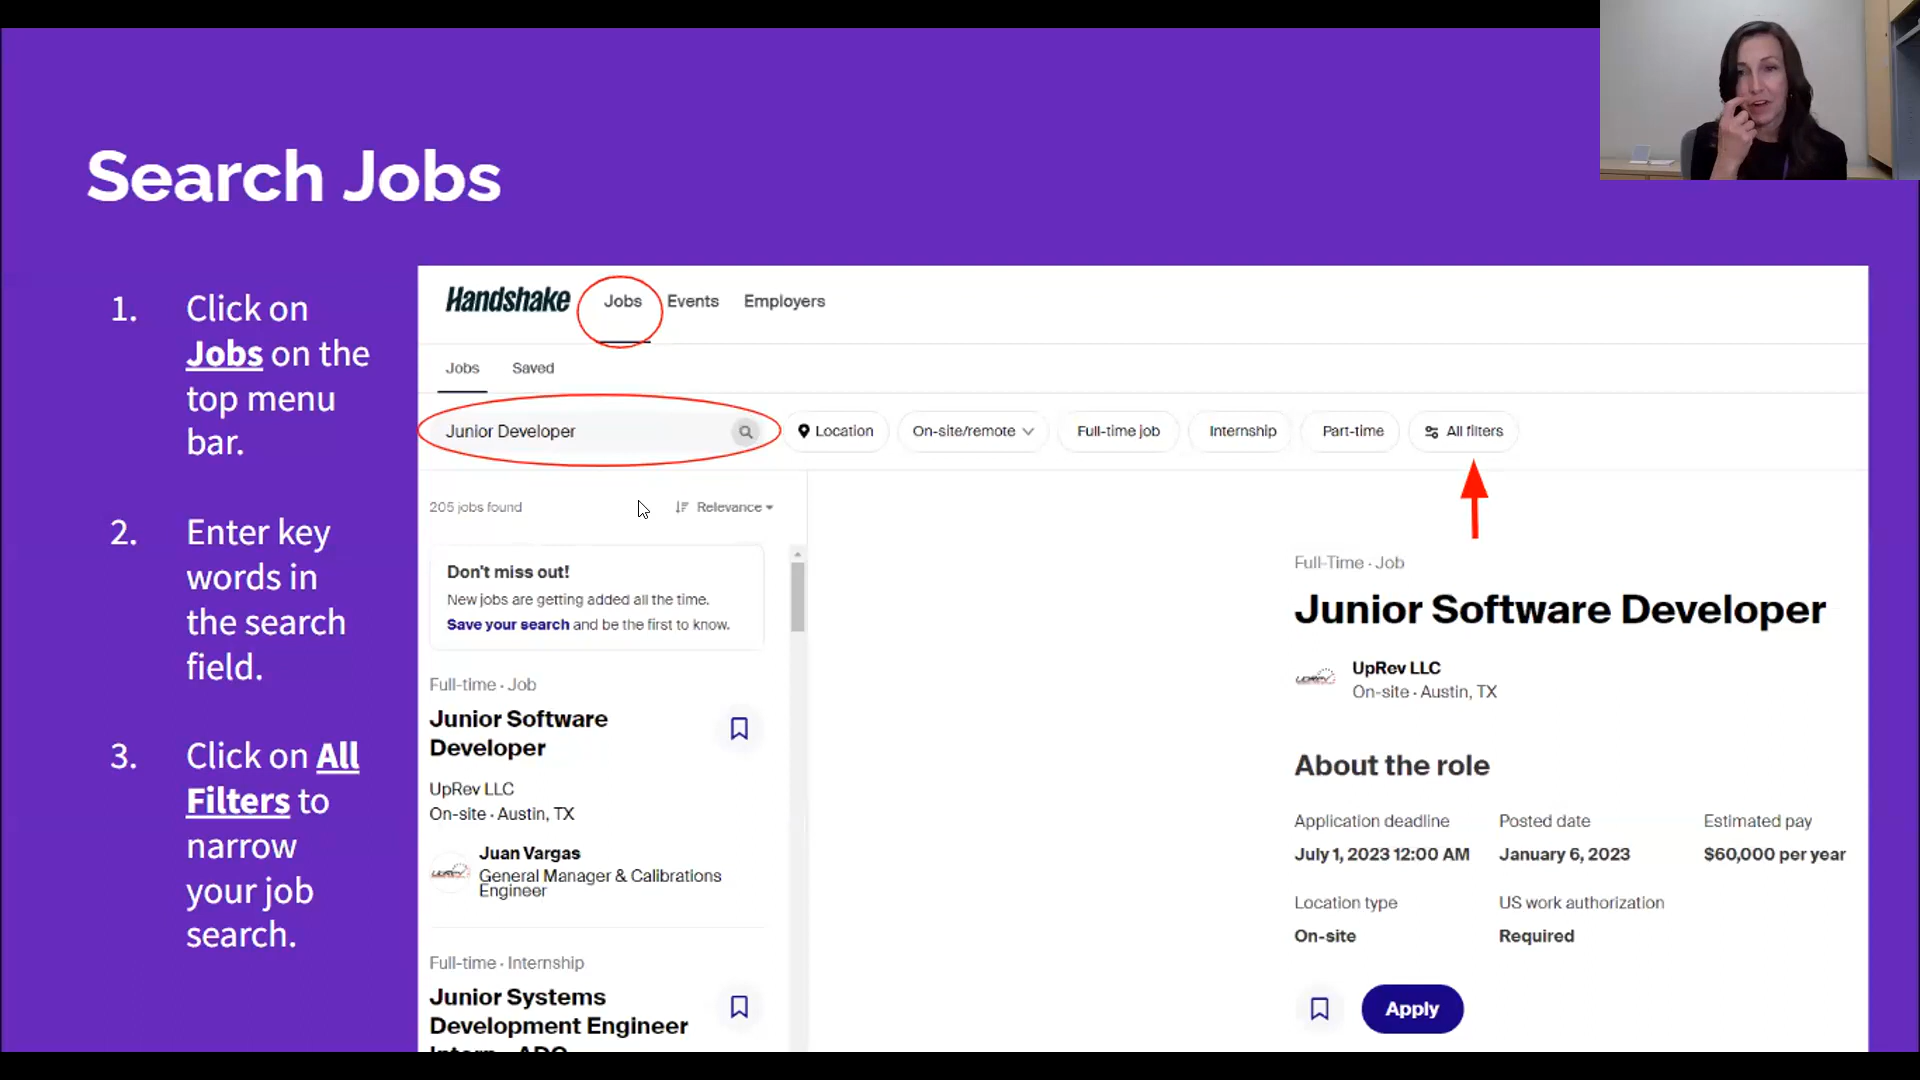 Search Jobs
1. Click on
Jobs on the
top menu
bar.
2. Enter key
words in
the search
field.
3. Click on All
Filters to
narrow
your job
search.
Handshake Jobs Events Employers
Jobs Saved
Junior Developer Location On-site/remote Full-time job Internship Part-time All filters
205 jobs found Relevance
Don't miss out!
New jobs are getting added all the time.
Save your search and be the first to know.
Full-time · Job
Junior Software
Developer
UpRev LLC
On-site · Austin, TX
Juan Vargas
General Manager & Calibrations
Engineer
Full-time · Internship
Junior Systems
Development Engineer
Full-Time · Job
Junior Software Developer
UpRev LLC
On-site · Austin, TX
About the role
Application deadline Posted date Estimated pay
July 1, 2023 12:00 AM January 6, 2023 $60,000 per year
Location type US work authorization
On-site Required
Apply